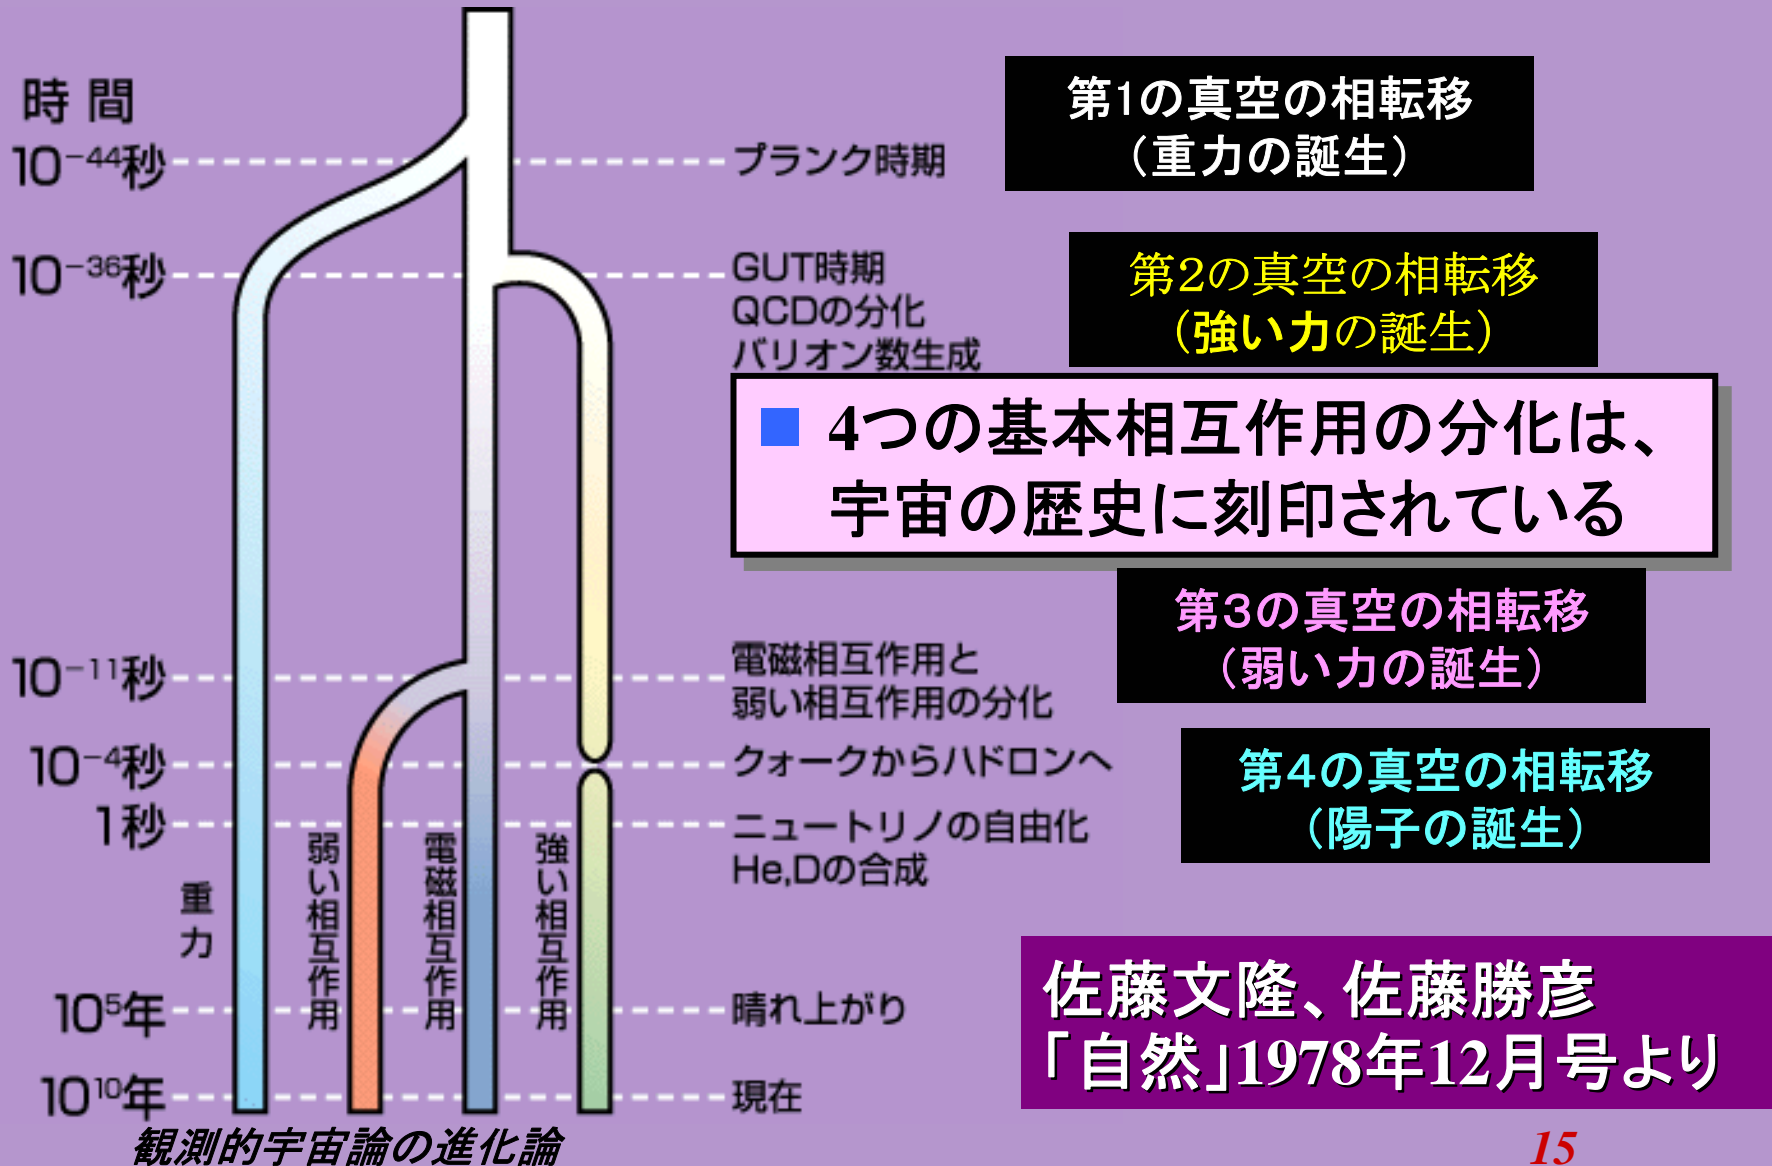 時 間
10⁻⁴⁴秒
プランク時期
第1の真空の相転移
（重力の誕生）
10⁻³⁶秒
GUT時期
QCDの分化
バリオン数生成
第2の真空の相転移
（強い力の誕生）
■ 4つの基本相互作用の分化は、
宇宙の歴史に刻印されている
10⁻¹¹秒
電磁相互作用と
弱い相互作用の分化
第3の真空の相転移
（弱い力の誕生）
10⁻⁴秒
クォークからハドロンへ
第4の真空の相転移
（陽子の誕生）
1秒
ニュートリノの自由化
He,Dの合成
重力
弱い相互作用
電磁相互作用
強い相互作用
10⁵年
晴れ上がり
10¹⁰年
現在
佐藤文隆、佐藤勝彦
「自然」1978年12月号より
観測的宇宙論の進化論
15